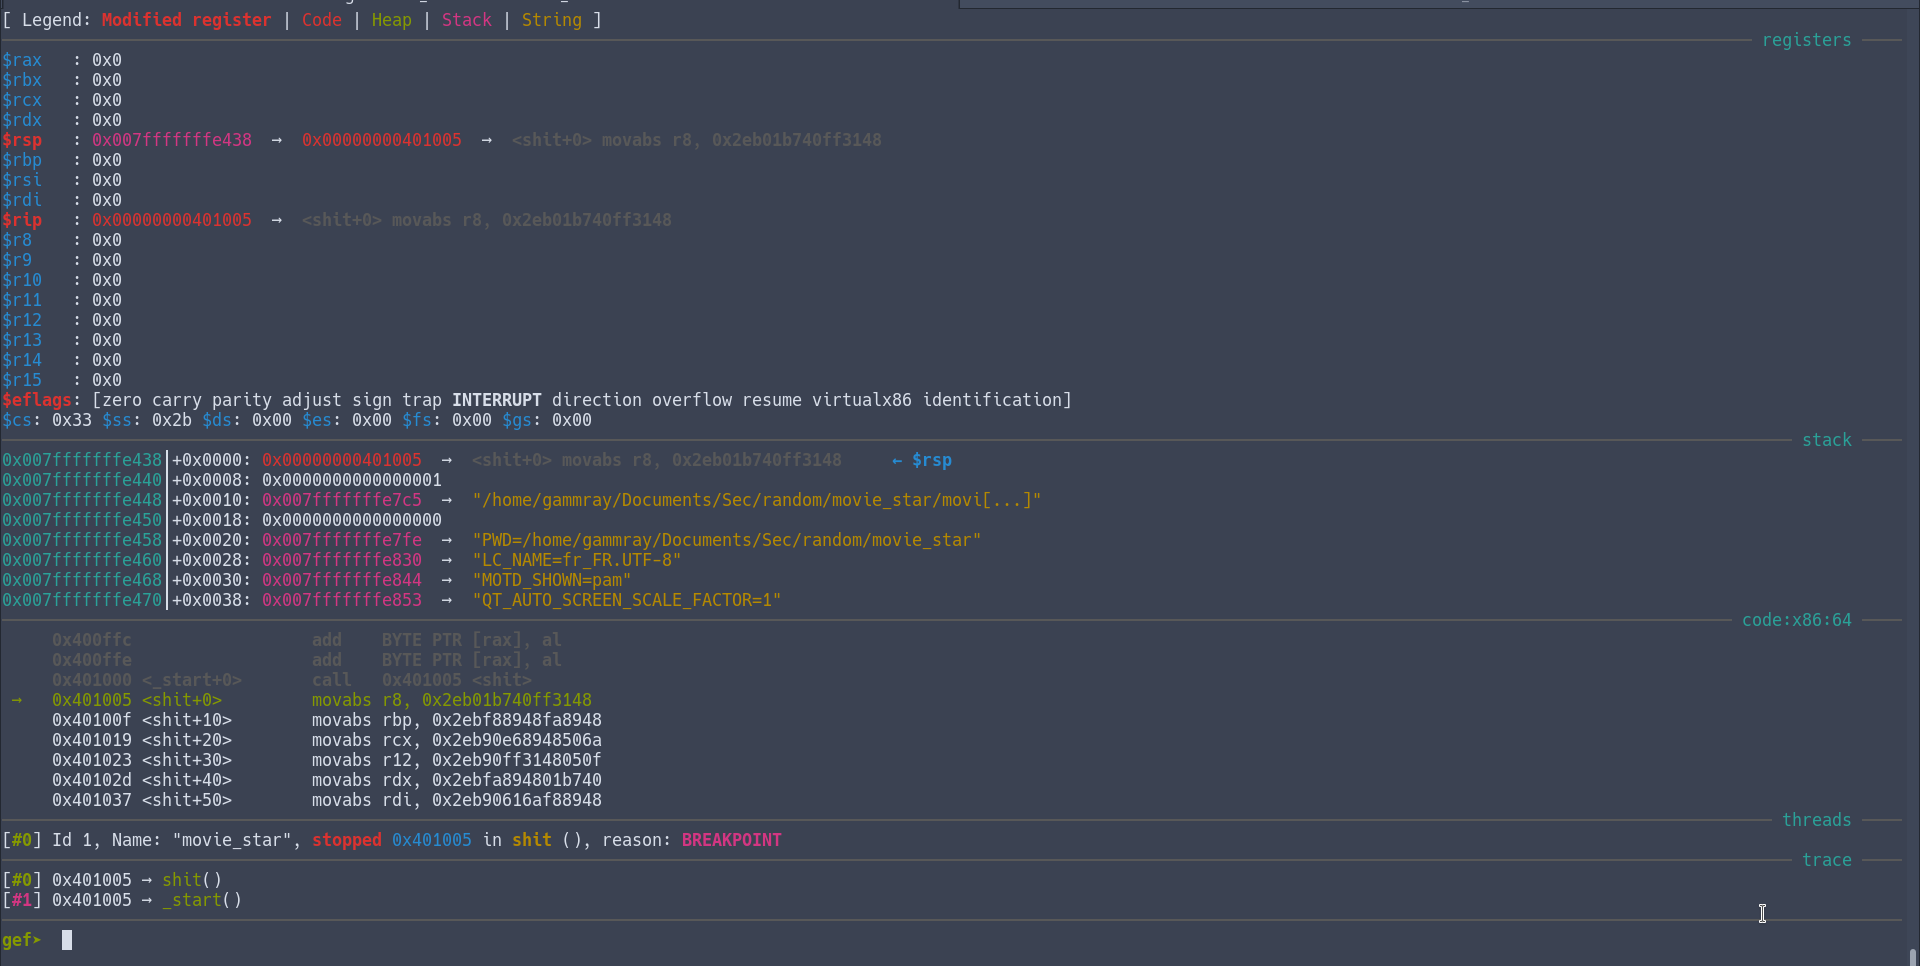 [ Legend: Modified register | Code | Heap | Stack | String ]
registers
$rax   : 0x0
$rbx   : 0x0
$rcx   : 0x0
$rdx   : 0x0
$rsp   : 0x007fffffffe438  →  0x00000000401005  →  <shit+0> movabs r8, 0x2eb01b740ff3148
$rbp   : 0x0
$rsi   : 0x0
$rdi   : 0x0
$rip   : 0x00000000401005  →  <shit+0> movabs r8, 0x2eb01b740ff3148
$r8    : 0x0
$r9    : 0x0
$r10   : 0x0
$r11   : 0x0
$r12   : 0x0
$r13   : 0x0
$r14   : 0x0
$r15   : 0x0
$eflags: [zero carry parity adjust sign trap INTERRUPT direction overflow resume virtualx86 identification]
$cs: 0x33 $ss: 0x2b $ds: 0x00 $es: 0x00 $fs: 0x00 $gs: 0x00
stack
0x007fffffffe438│+0x0000: 0x00000000401005  →  <shit+0> movabs r8, 0x2eb01b740ff3148     ← $rsp
0x007fffffffe440│+0x0008: 0x0000000000000001
0x007fffffffe448│+0x0010: 0x007fffffffe7c5  →  "/home/gammray/Documents/Sec/random/movie_star/movi[...]"
0x007fffffffe450│+0x0018: 0x0000000000000000
0x007fffffffe458│+0x0020: 0x007fffffffe7fe  →  "PWD=/home/gammray/Documents/Sec/random/movie_star"
0x007fffffffe460│+0x0028: 0x007fffffffe830  →  "LC_NAME=fr_FR.UTF-8"
0x007fffffffe468│+0x0030: 0x007fffffffe844  →  "MOTD_SHOWN=pam"
0x007fffffffe470│+0x0038: 0x007fffffffe853  →  "QT_AUTO_SCREEN_SCALE_FACTOR=1"
code:x86:64
0x400ffc                  add    BYTE PTR [rax], al
0x400ffe                  add    BYTE PTR [rax], al
0x401000 <_start+0>       call   0x401005 <shit>
→   0x401005 <shit+0>         movabs r8, 0x2eb01b740ff3148
0x40100f <shit+10>        movabs rbp, 0x2ebf88948fa8948
0x401019 <shit+20>        movabs rcx, 0x2eb90e68948506a
0x401023 <shit+30>        movabs r12, 0x2eb90ff3148050f
0x40102d <shit+40>        movabs rdx, 0x2ebfa894801b740
0x401037 <shit+50>        movabs rdi, 0x2eb90616af88948
threads
[#0] Id 1, Name: "movie_star", stopped 0x401005 in shit (), reason: BREAKPOINT
trace
[#0] 0x401005 → shit()
[#1] 0x401005 → _start()
gef➤